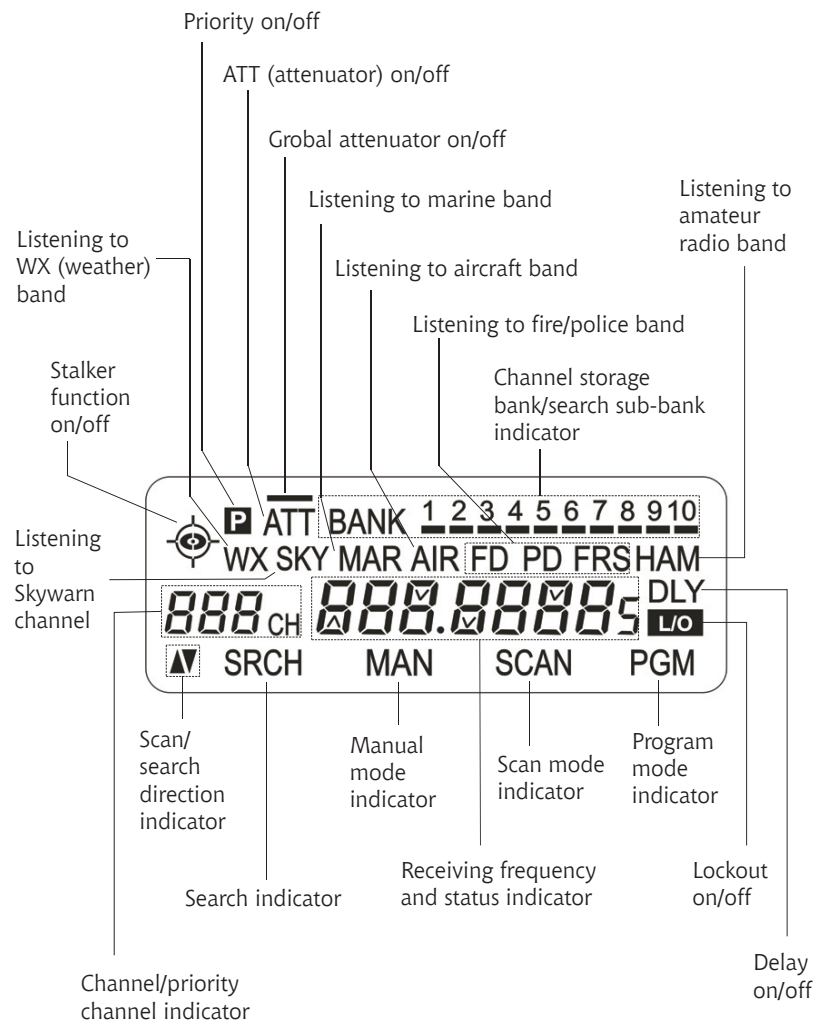 Priority on/off
ATT (attenuator) on/off
Grobal attenuator on/off
Listening to marine band
Listening to aircraft band
Listening to fire/police band
Listening to
amateur
radio band
Listening to
WX (weather)
band
Channel storage
bank/search sub-bank
indicator
Stalker
function
on/off
Listening
to
Skywarn
channel
P ATT BANK 1 2 3 4 5 6 7 8 9 10
WX SKY MAR AIR FD PD FRS HAM
888 CH 888.8888 5 DLY
L/O
SRCH MAN SCAN PGM
Scan/
search
direction
indicator
Manual
mode
indicator
Scan mode
indicator
Program
mode
indicator
Search indicator
Receiving frequency
and status indicator
Lockout
on/off
Delay
on/off
Channel/priority
channel indicator